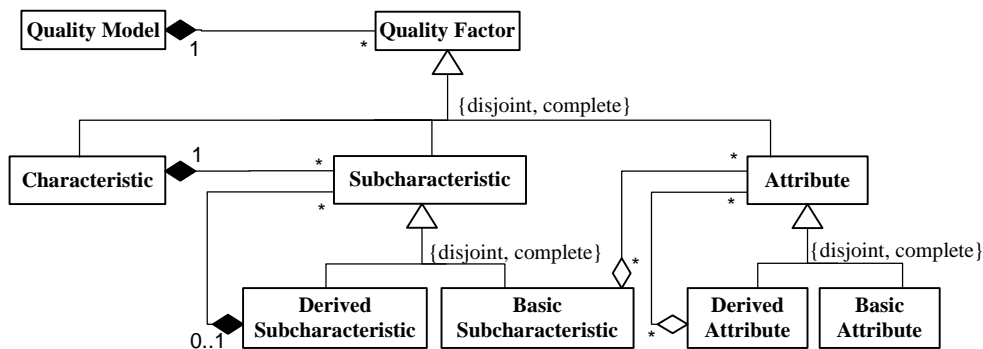 Quality Model
1
*
Quality Factor
{disjoint, complete}
Characteristic
1
*
Subcharacteristic
*
*
Attribute
*
{disjoint, complete}
{disjoint, complete}
*
Derived
Subcharacteristic
0..1
Basic
Subcharacteristic
Derived
Attribute
*
Basic
Attribute